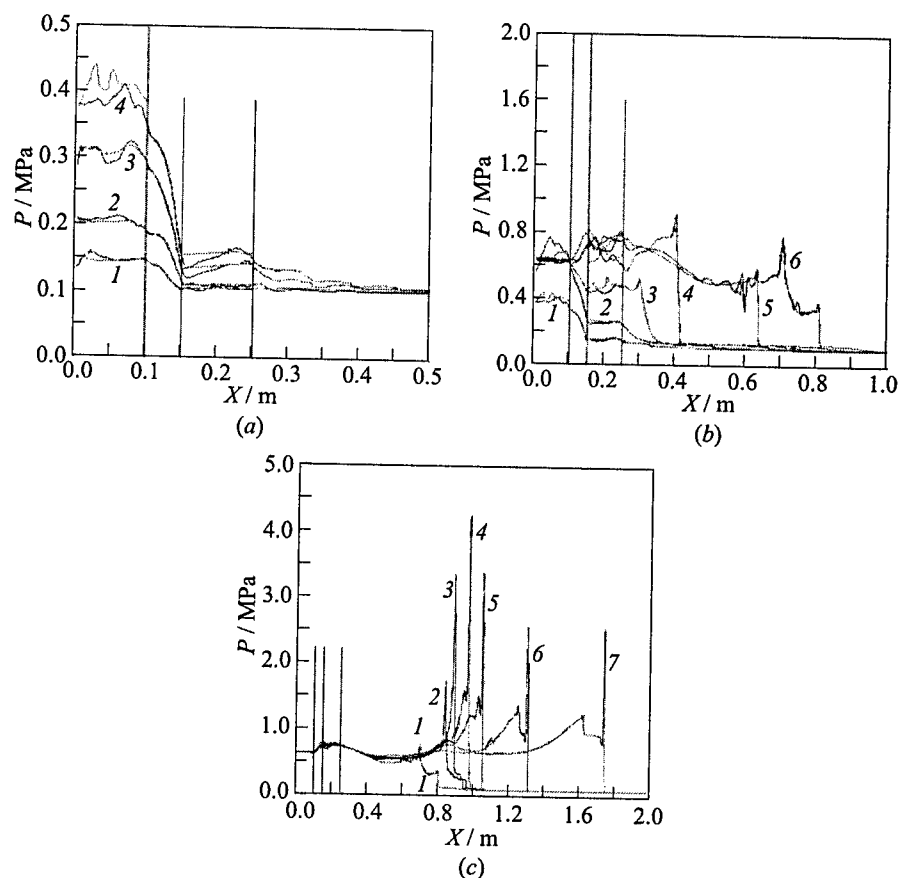 0.5
0.4
0.3
0.2
0.1
0.0
P / MPa
4
3
2
1
0.0 0.1 0.2 0.3 0.4 0.5
X / m
(a)
2.0
1.6
1.2
0.8
0.4
0.0
P / MPa
1 2 3 4 5 6
0.0 0.2 0.4 0.6 0.8 1.0
X / m
(b)
5.0
4.0
3.0
2.0
1.0
0.0
P / MPa
1 1 2 3 4 5 6 7
0.0 0.4 0.8 1.2 1.6 2.0
X / m
(c)